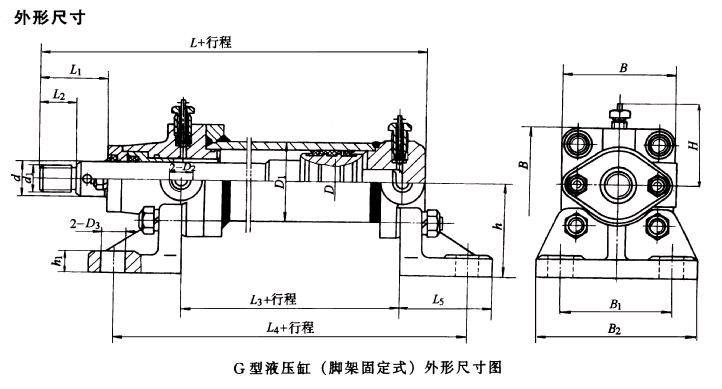 外形尺寸
L+行程
L1
L2
B
B
H
d
d1
2-D2
D1
D
h
2-D3
h1
L3+行程
L5
L4+行程
B1
B2
G型液压缸（脚架固定式）外形尺寸图